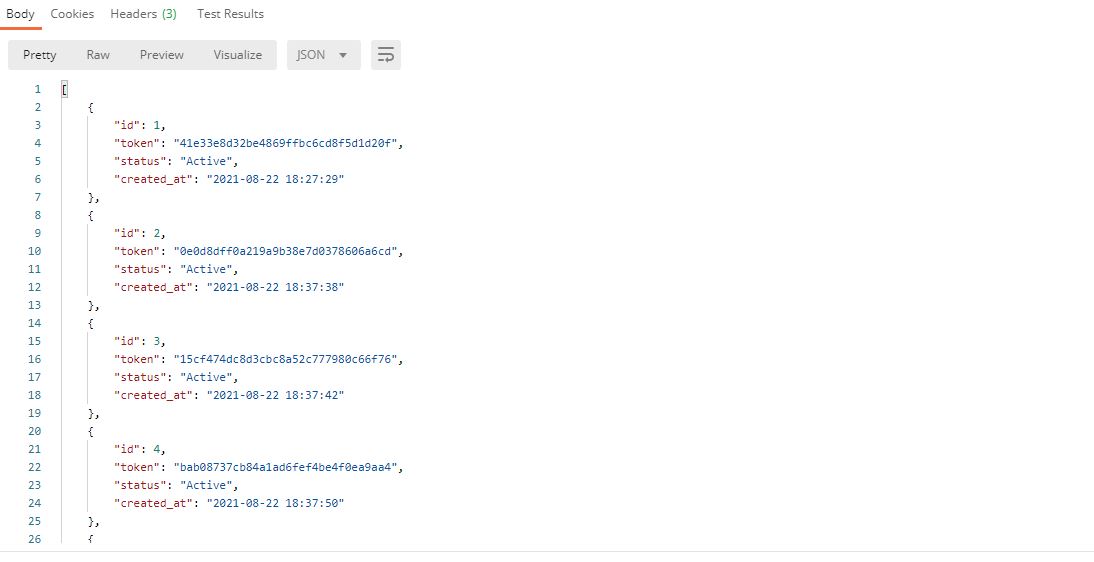 Body Cookies Headers (3) Test Results
Pretty Raw Preview Visualize JSON
1 [
2 {
3 "id": 1,
4 "token": "41e33e8d32be4869ffbc6cd8f5d1d20f",
5 "status": "Active",
6 "created_at": "2021-08-22 18:27:29"
7 },
8 {
9 "id": 2,
10 "token": "0e0d8dff0a219a9b38e7d0378606a6cd",
11 "status": "Active",
12 "created_at": "2021-08-22 18:37:38"
13 },
14 {
15 "id": 3,
16 "token": "15cf474dc8d3cbc8a52c777980c66f76",
17 "status": "Active",
18 "created_at": "2021-08-22 18:37:42"
19 },
20 {
21 "id": 4,
22 "token": "bab08737cb84a1ad6fef4be4f0ea9aa4",
23 "status": "Active",
24 "created_at": "2021-08-22 18:37:50"
25 },
26 {